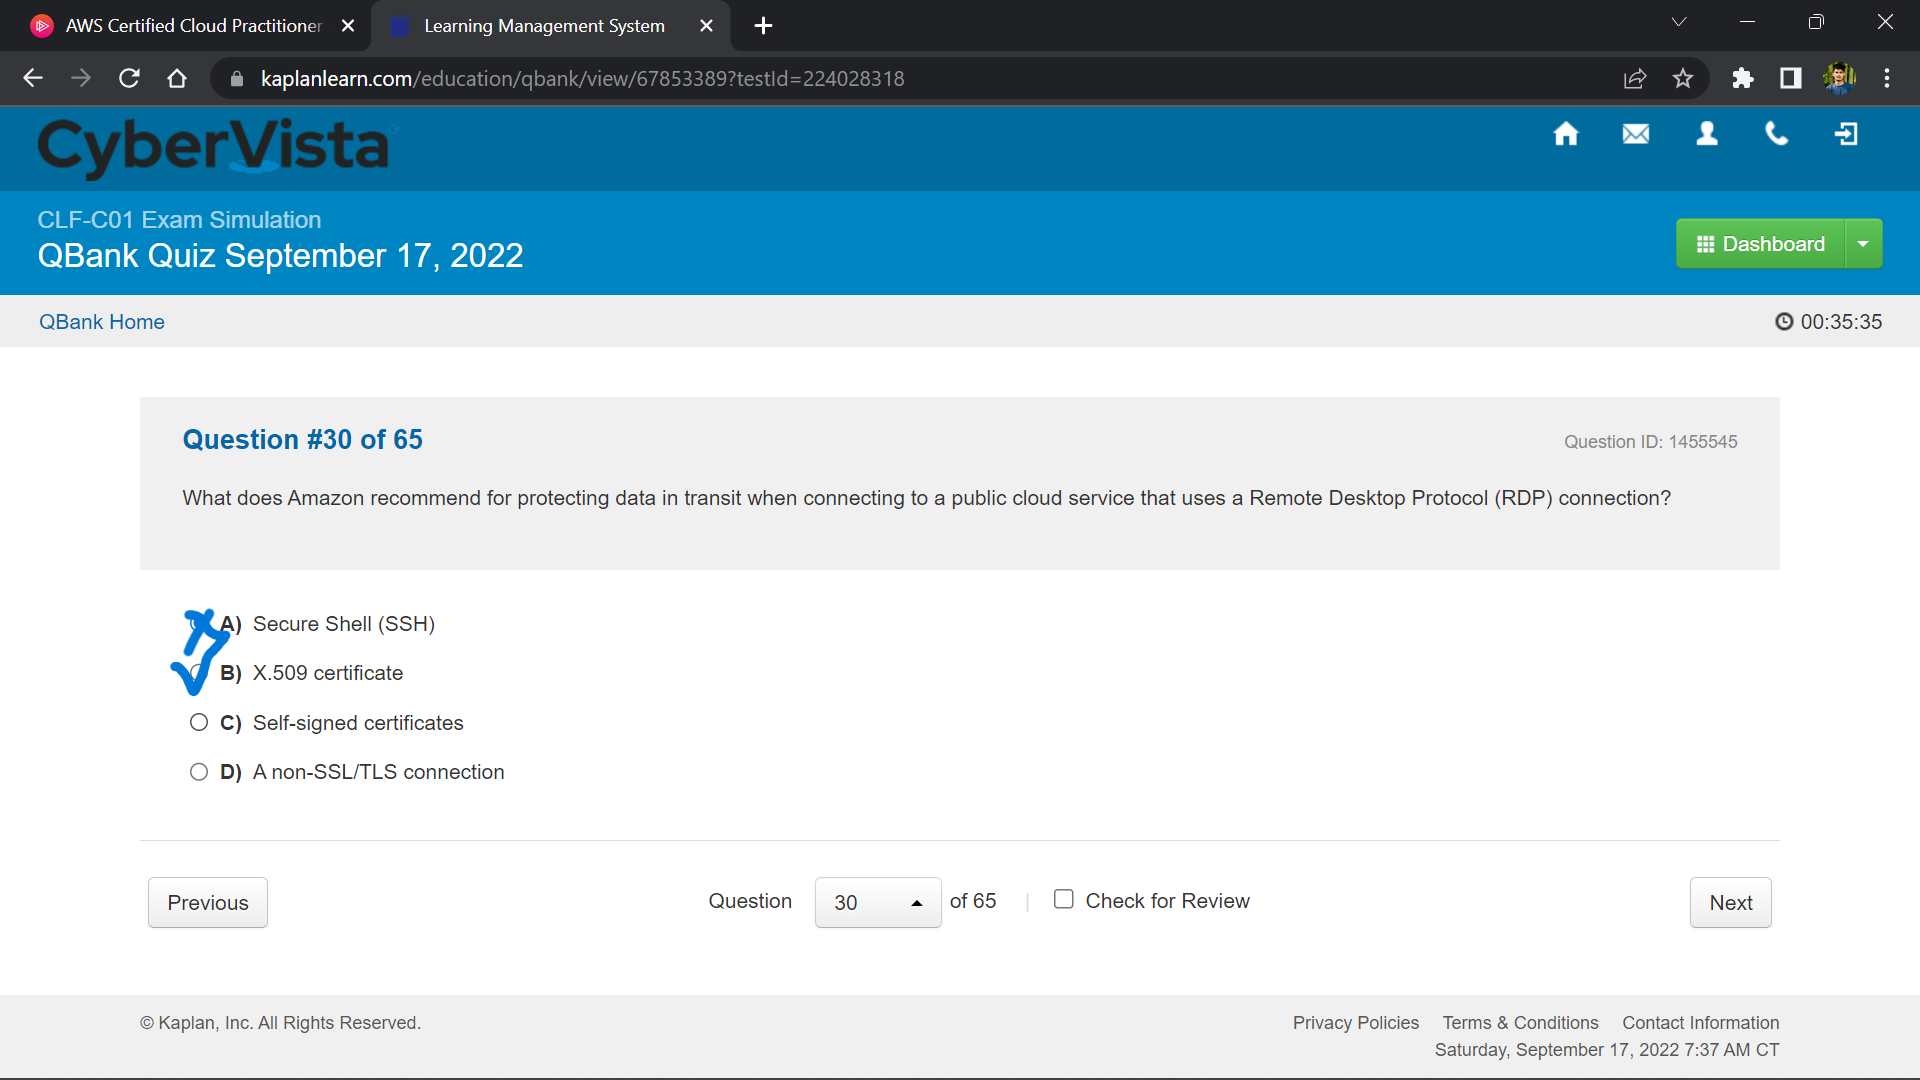 AWS Certified Cloud Practitioner
Learning Management System
kaplanlearn.com/education/qbank/view/67853389?testId=224028318
CyberVista
CLF-C01 Exam Simulation
QBank Quiz September 17, 2022
Dashboard
QBank Home
00:35:35
Question #30 of 65
Question ID: 1455545
What does Amazon recommend for protecting data in transit when connecting to a public cloud service that uses a Remote Desktop Protocol (RDP) connection?
A) Secure Shell (SSH)
B) X.509 certificate
C) Self-signed certificates
D) A non-SSL/TLS connection
Previous
Question 30 of 65 | Check for Review
Next
© Kaplan, Inc. All Rights Reserved.
Privacy Policies Terms & Conditions Contact Information
Saturday, September 17, 2022 7:37 AM CT